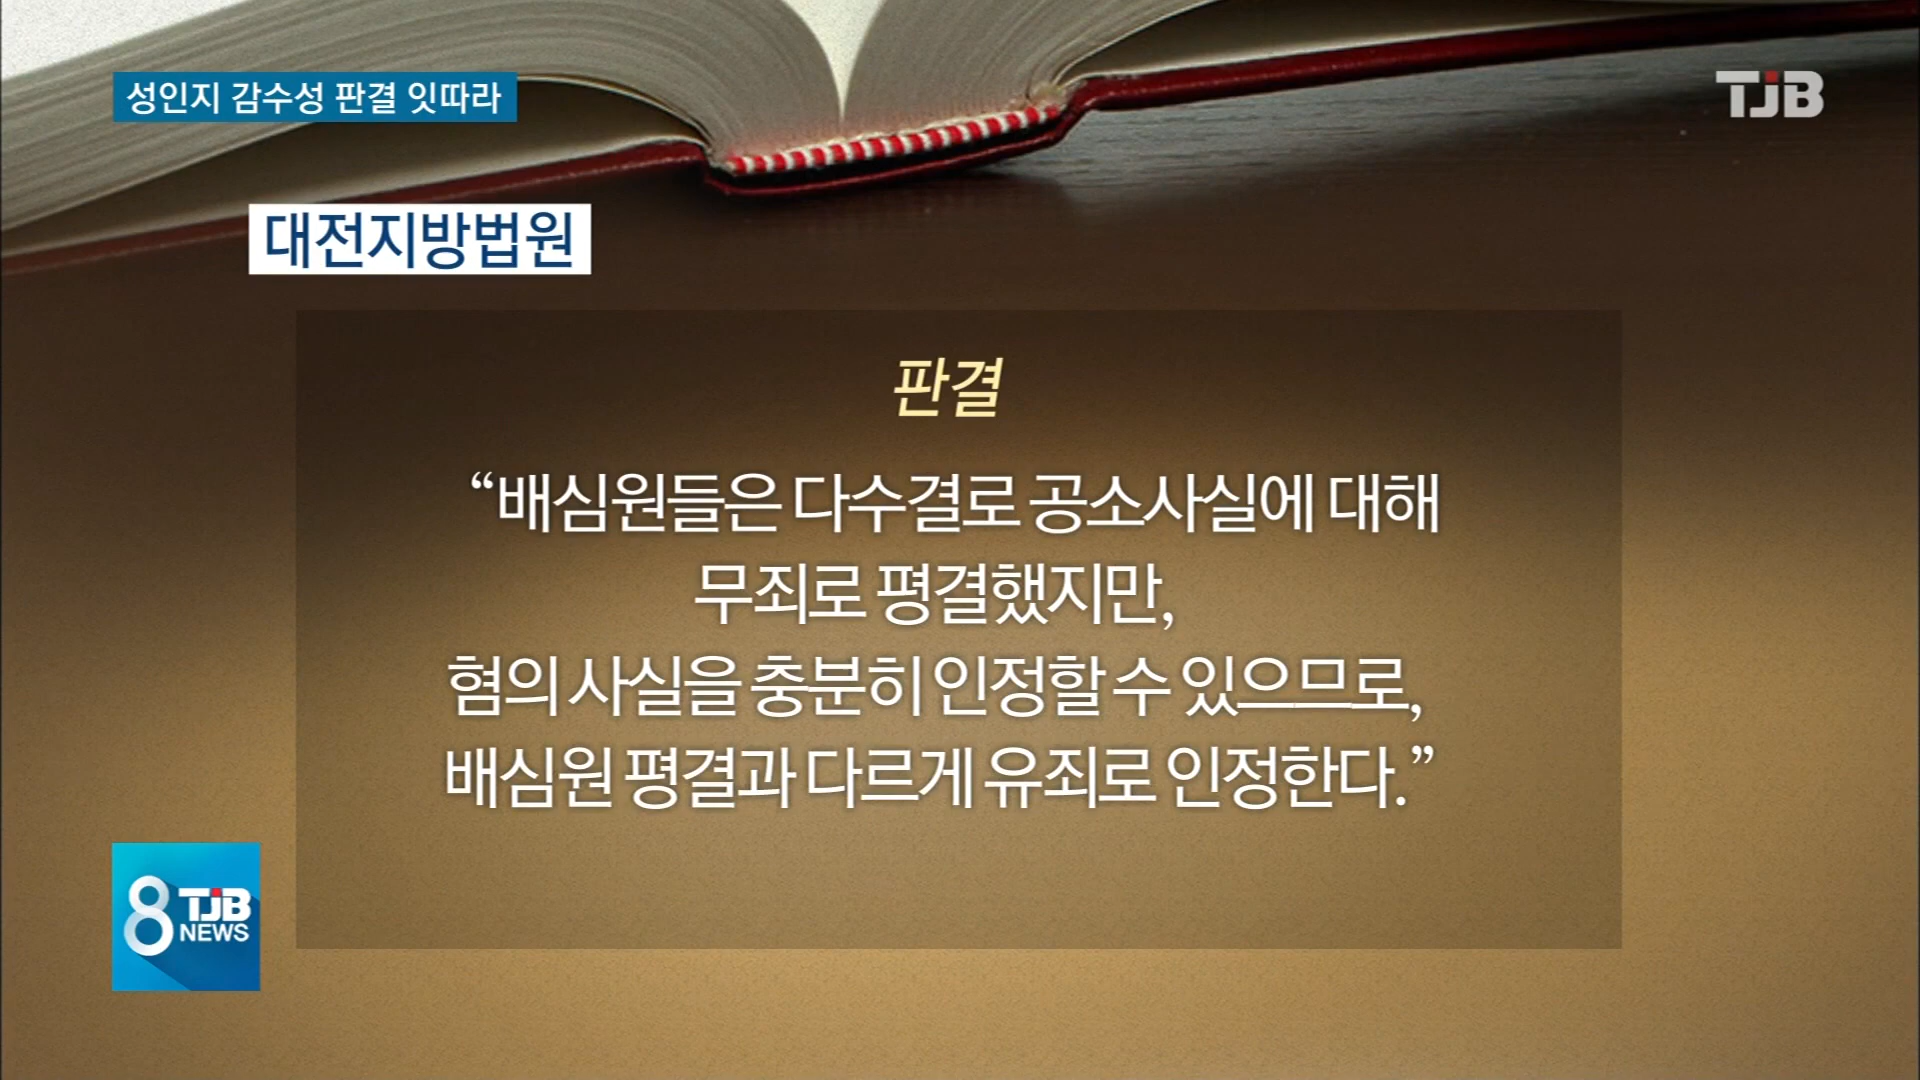 성인지 감수성 판결 잇따라
TJB
대전지방법원
판결
“배심원들은 다수결로 공소사실에 대해
무죄로 평결했지만,
혐의 사실을 충분히 인정할 수 있으므로,
배심원 평결과 다르게 유죄로 인정한다.”
8 TJB
NEWS